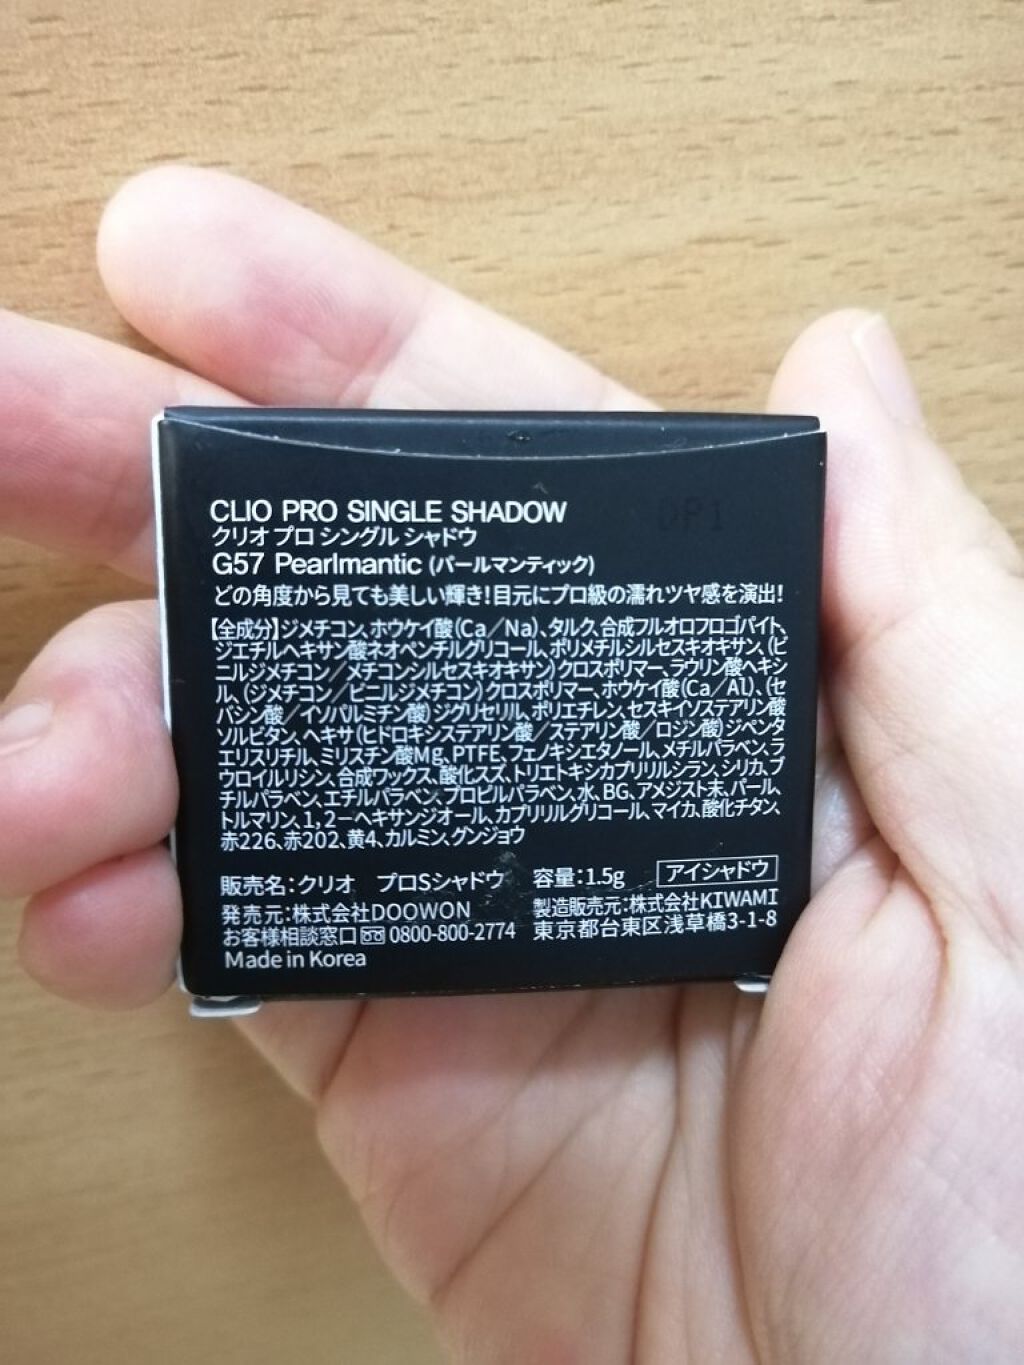 CLIO PRO SINGLE SHADOW
クリオ プロ シングル シャドウ
G57 Pearlmantic (パールマンティック)
どの角度から見ても美しい輝き!目元にプロ級の濡れツヤ感を演出!
【全成分】ジメチコン、ホウケイ酸(Ca/Na)、タルク、合成フルオロフロゴパイト、
ジエチルヘキサン酸ネオペンチルグリコール、ポリメチルシルセスキオキサン、(ビ
ニルジメチコン/メチコンシルセスキオキサン)クロスポリマー、ラウリン酸ヘキシ
ル、(ジメチコン/ビニルジメチコン)クロスポリマー、ホウケイ酸(Ca/Al)、(セ
バシン酸/イソパルミチン酸)ジグリセリル、ポリエチレン、セスキイソステアリン酸
ソルビタン、ヘキサ(ヒドロキシステアリン酸/ステアリン酸/ロジン酸)ジペンタ
エリスリチル、ミリスチン酸Mg、PTFE、フェノキシエタノール、メチルパラベン、ラ
ウロイルリシン、合成ワックス、酸化スズ、トリエトキシカプリリルシラン、シリカ、ブ
チルパラベン、エチルパラベン、プロピルパラベン、水、BG、アメジスト末、パール、
トルマリン、1,2-ヘキサンジオール、カプリリルグリコール、マイカ、酸化チタン、
赤226、赤202、黄4、カルミン、グンジョウ
販売名:クリオ プロSシャドウ 容量:1.5g アイシャドウ
発売元:株式会社DOOWON 製造販売元:株式会社KIWAMI
お客様相談窓口 0800-800-2774 東京都台東区浅草橋3-1-8
Made in Korea